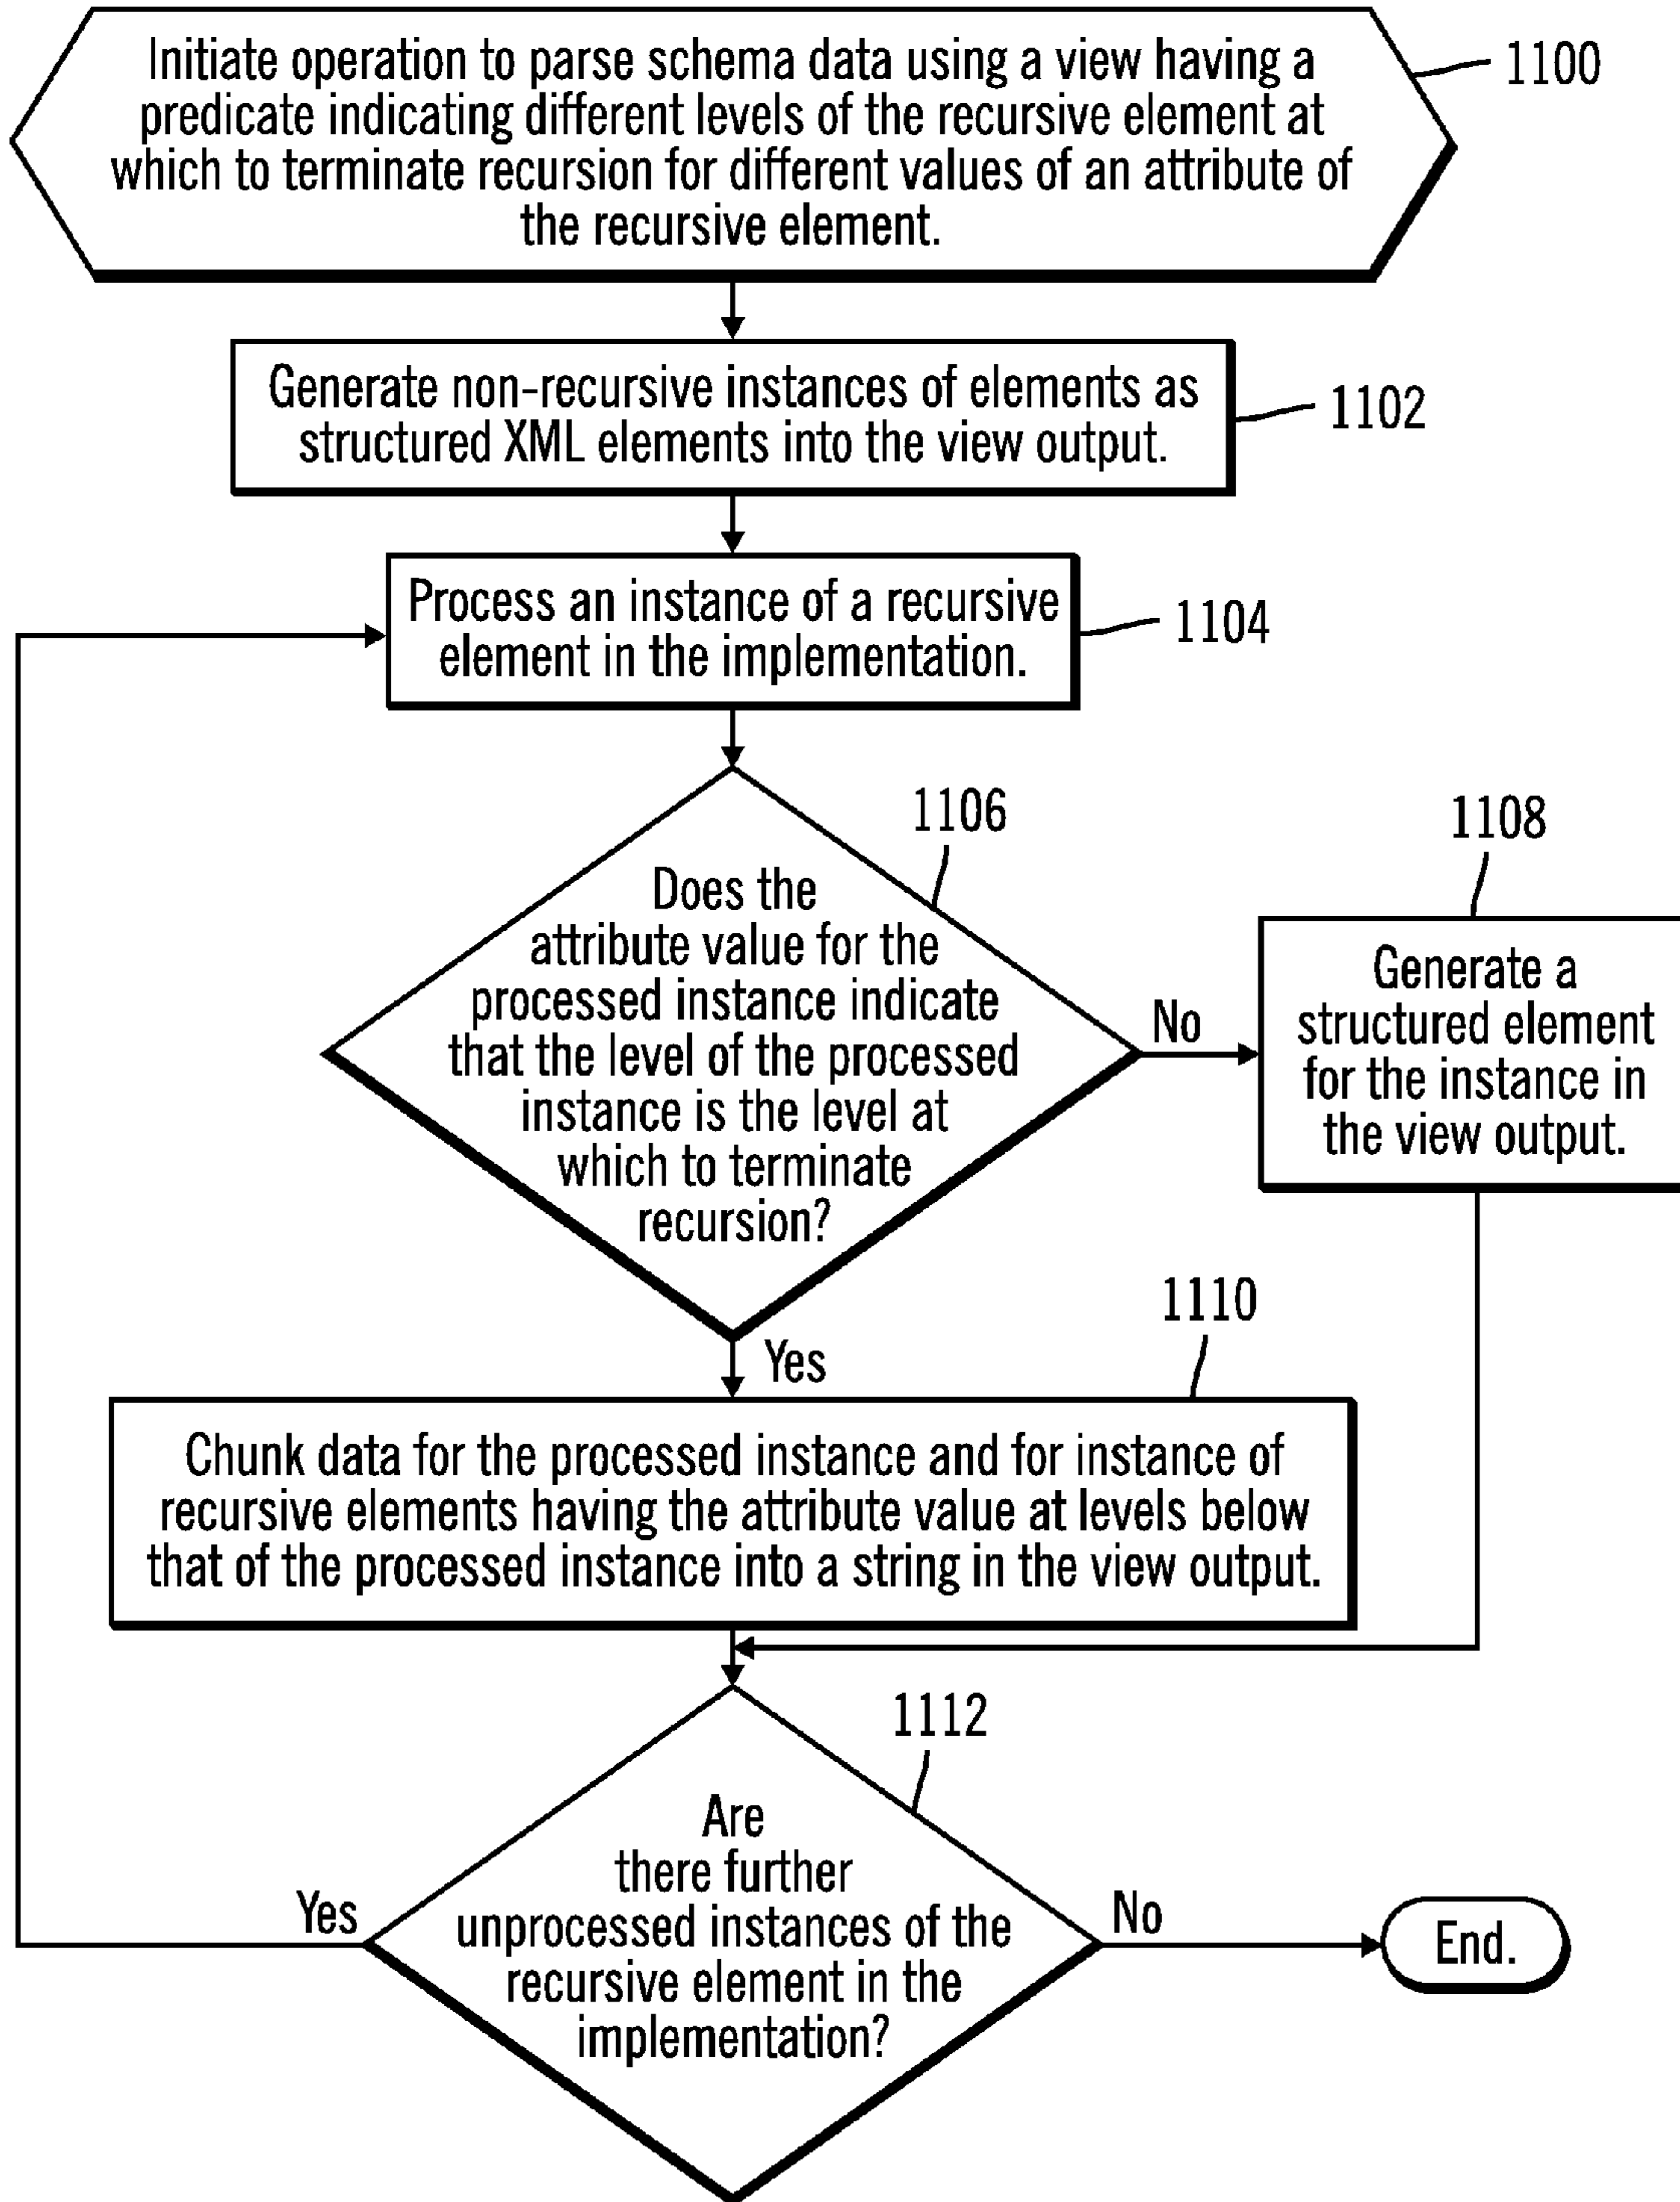 Initiate operation to parse schema data using a view having a
predicate indicating different levels of the recursive element at
which to terminate recursion for different values of an attribute of
the recursive element.
1100
Generate non-recursive instances of elements as
structured XML elements into the view output.
1102
Process an instance of a recursive
element in the implementation.
1104
1106
Does the
attribute value for the
processed instance indicate
that the level of the processed
instance is the level at
which to terminate
recursion?
No
1108
Generate a
structured element
for the instance in
the view output.
Yes
1110
Chunk data for the processed instance and for instance of
recursive elements having the attribute value at levels below
that of the processed instance into a string in the view output.
1112
Are
there further
unprocessed instances of the
recursive element in the
implementation?
Yes
No
End.